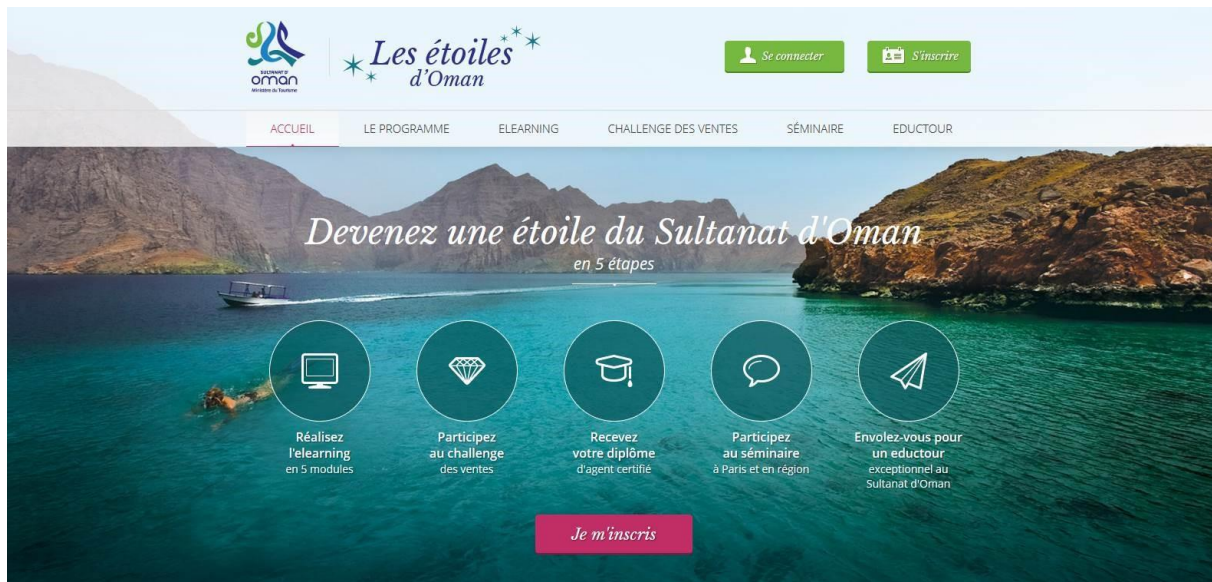 SULTANAT D'
oman
Ministère du Tourisme
Les étoiles
d'Oman
Se connecter
S'inscrire
ACCUEIL
LE PROGRAMME
ELEARNING
CHALLENGE DES VENTES
SÉMINAIRE
EDUCTOUR
Devenez une étoile du Sultanat d'Oman
en 5 étapes
Réalisez
l'elearning
en 5 modules
Participez
au challenge
des ventes
Recevez
votre diplôme
d'agent certifié
Participez
au séminaire
à Paris et en région
Envolez-vous pour
un eductour
exceptionnel au
Sultanat d'Oman
Je m'inscris